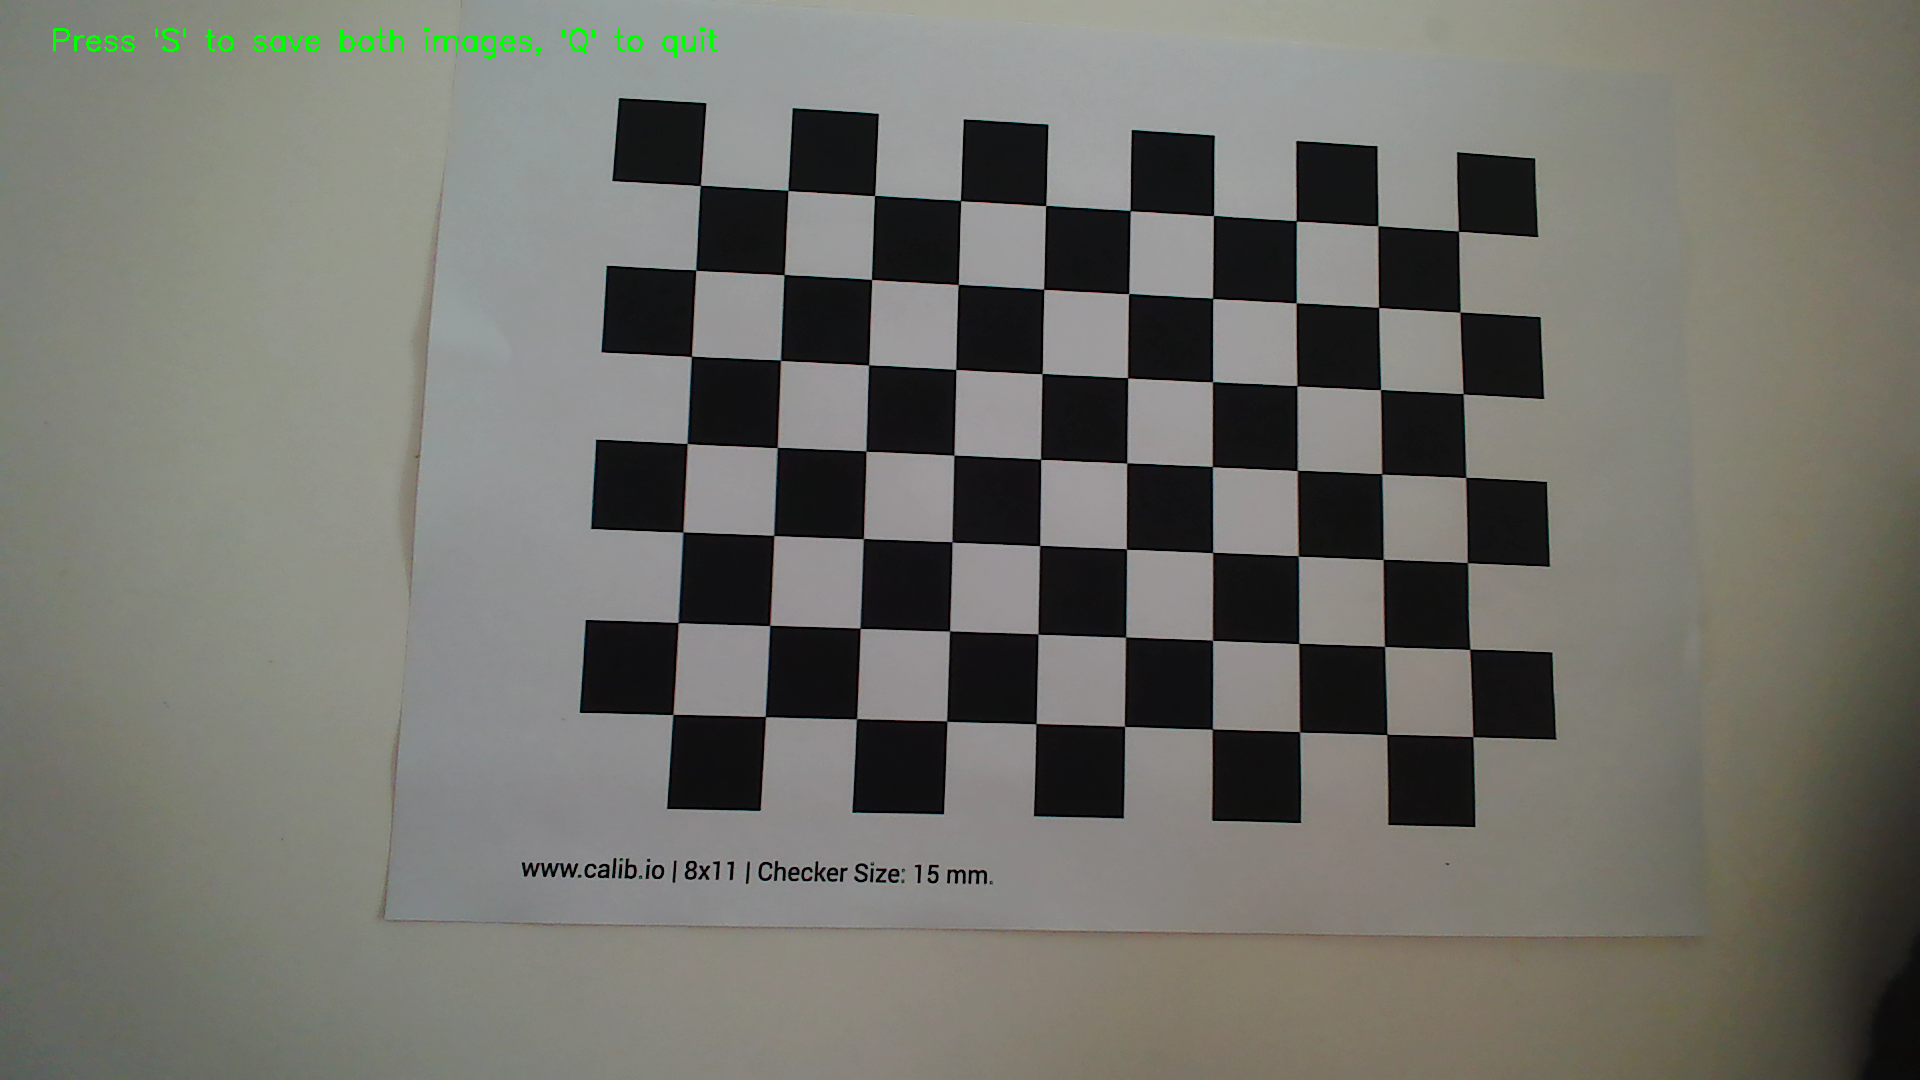 Press 'S' to save both images, 'Q' to quit
www.calib.io | 8x11 | Checker Size: 15 mm.